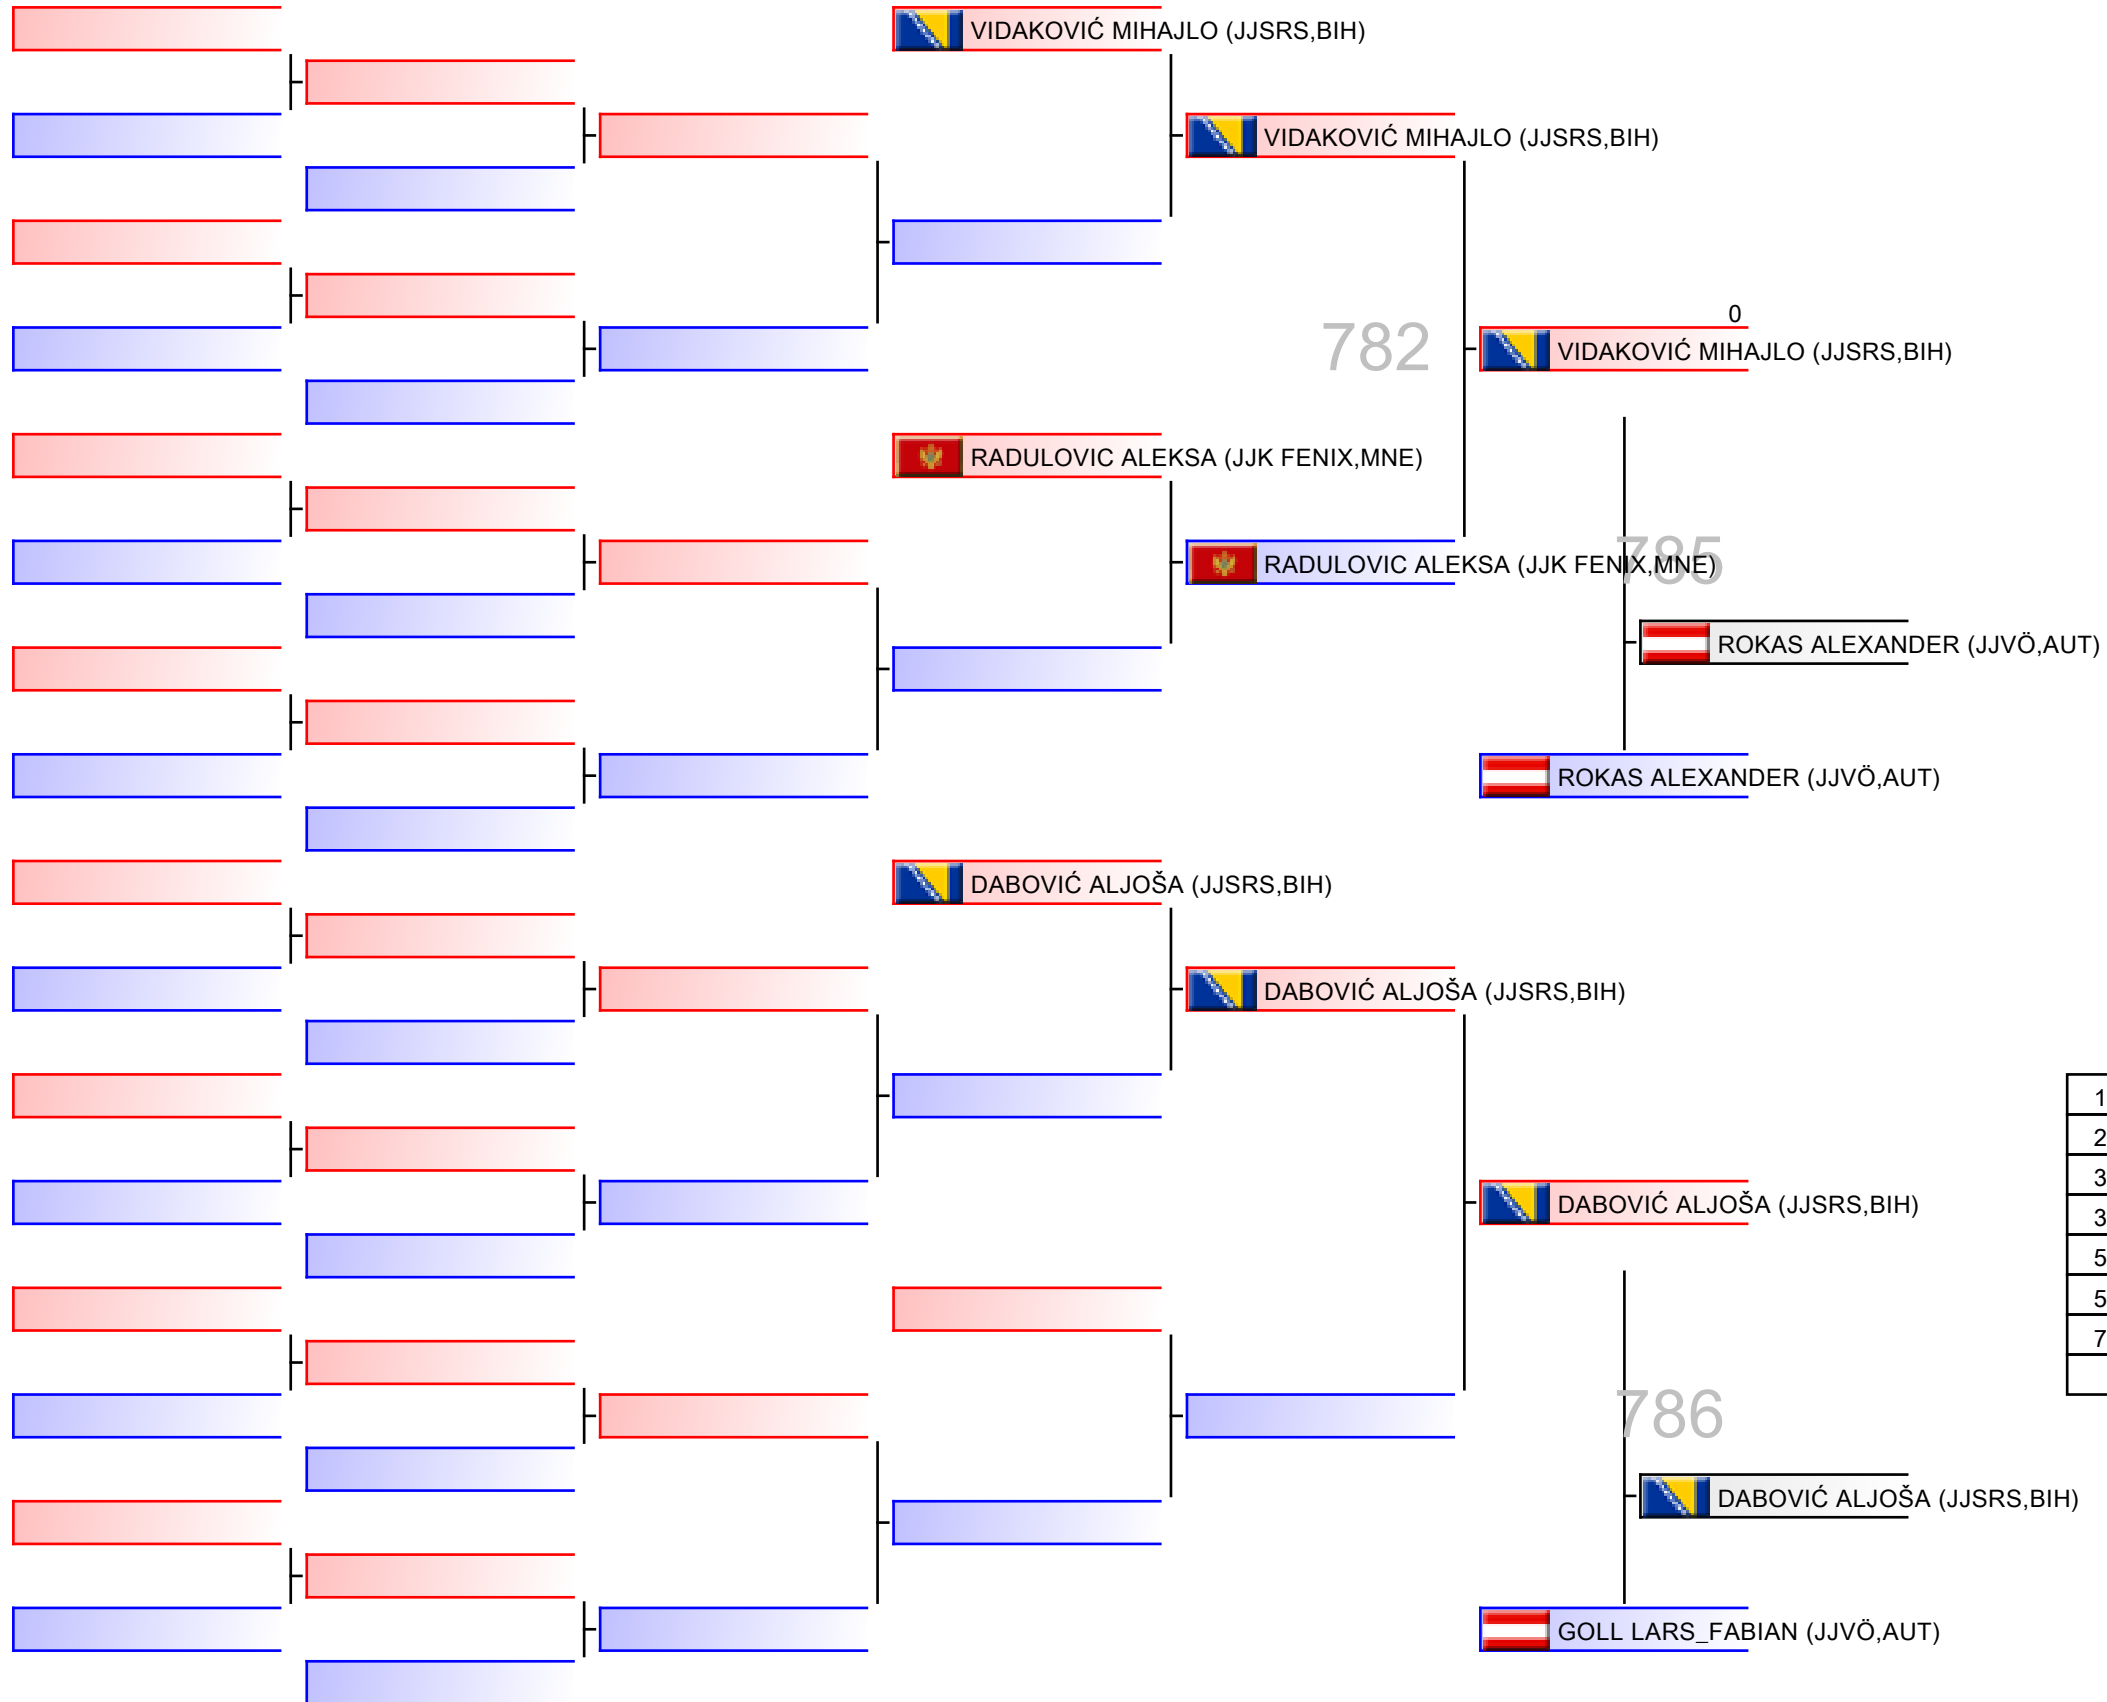 VIDAKOVIĆ MIHAJLO (JJSRS,BIH)
VIDAKOVIĆ MIHAJLO (JJSRS,BIH)
0
782
VIDAKOVIĆ MIHAJLO (JJSRS,BIH)
RADULOVIC ALEKSA (JJK FENIX,MNE)
RADULOVIC ALEKSA (JJK FENIX,MNE)
785
ROKAS ALEXANDER (JJVÖ,AUT)
ROKAS ALEXANDER (JJVÖ,AUT)
DABOVIĆ ALJOŠA (JJSRS,BIH)
DABOVIĆ ALJOŠA (JJSRS,BIH)
1
2
3
DABOVIĆ ALJOŠA (JJSRS,BIH)
3
5
5
7
786
DABOVIĆ ALJOŠA (JJSRS,BIH)
GOLL LARS_FABIAN (JJVÖ,AUT)